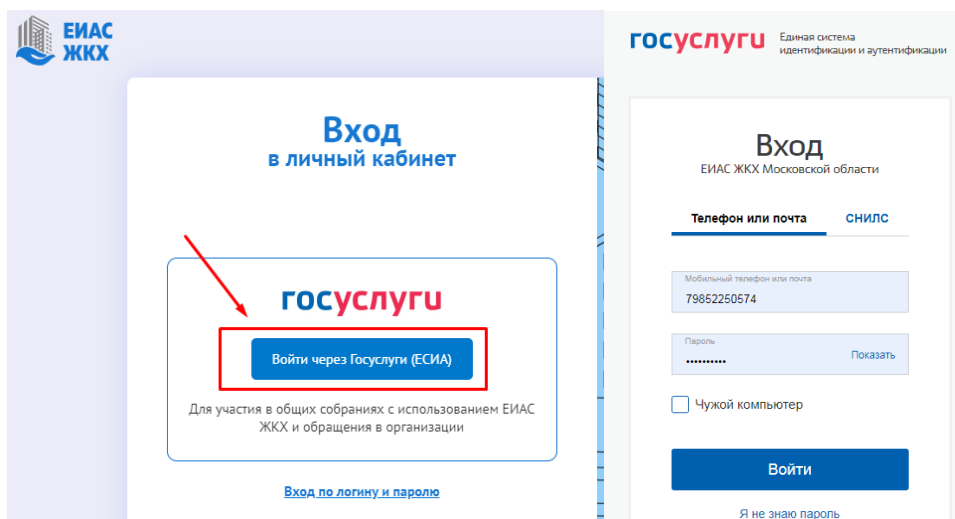 ЕИАС
ЖКХ
Вход
в личный кабинет
госуслуги
Войти через Госуслуги (ЕСИА)
Для участия в общих собраниях с использованием ЕИАС
ЖКХ и обращения в организации
Вход по логину и паролю
госуслуги
Единая система
идентификации и аутентификации
Вход
ЕИАС ЖКХ Московской области
Телефон или почта СНИЛС
Мобильный телефон или почта
79852250574
Пароль
•••••••••• Показать
Чужой компьютер
Войти
Я не знаю пароль